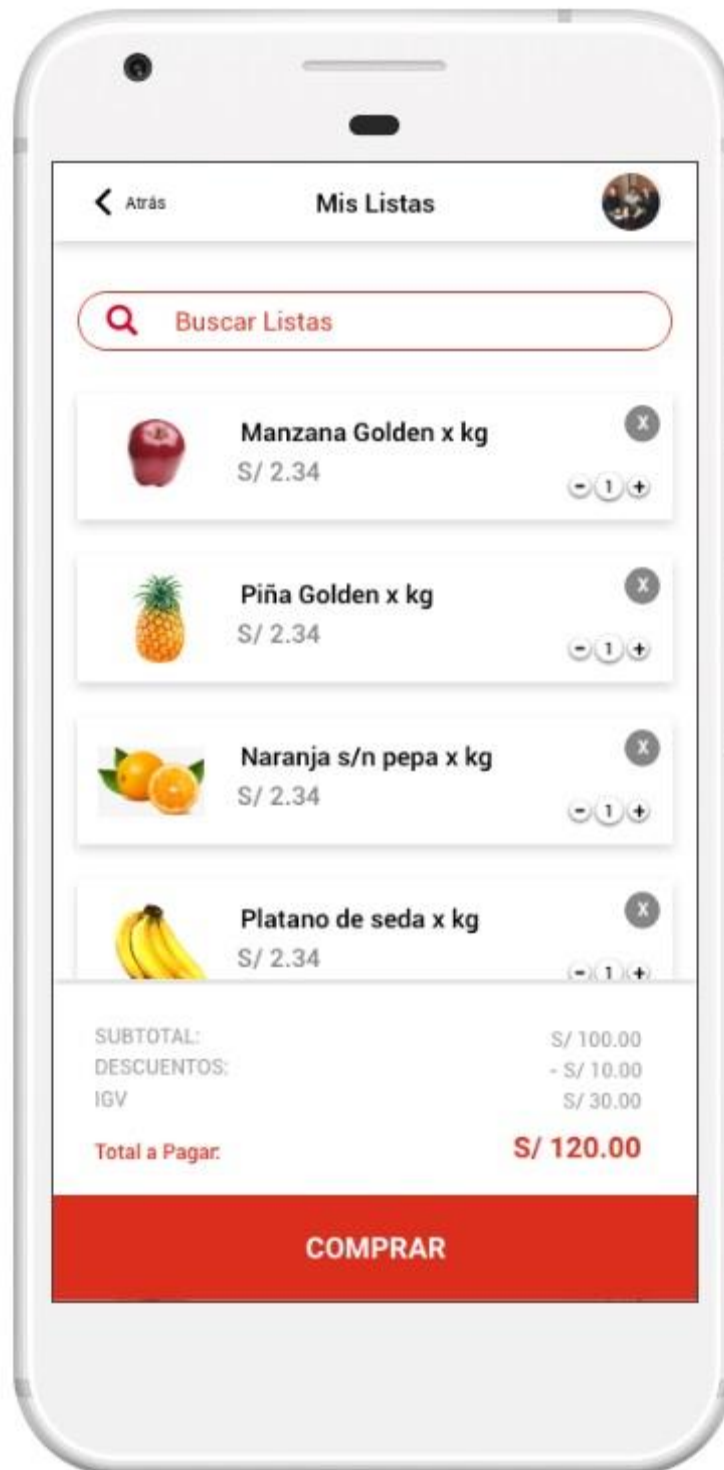 Atrás
Mis Listas
Buscar Listas
Manzana Golden x kg
X
S/ 2.34
- 1 +
Piña Golden x kg
X
S/ 2.34
- 1 +
Naranja s/n pepa x kg
X
S/ 2.34
- 1 +
Platano de seda x kg
X
S/ 2.34
- 1 +
SUBTOTAL: S/ 100.00
DESCUENTOS: - S/ 10.00
IGV S/ 30.00
Total a Pagar: S/ 120.00
COMPRAR